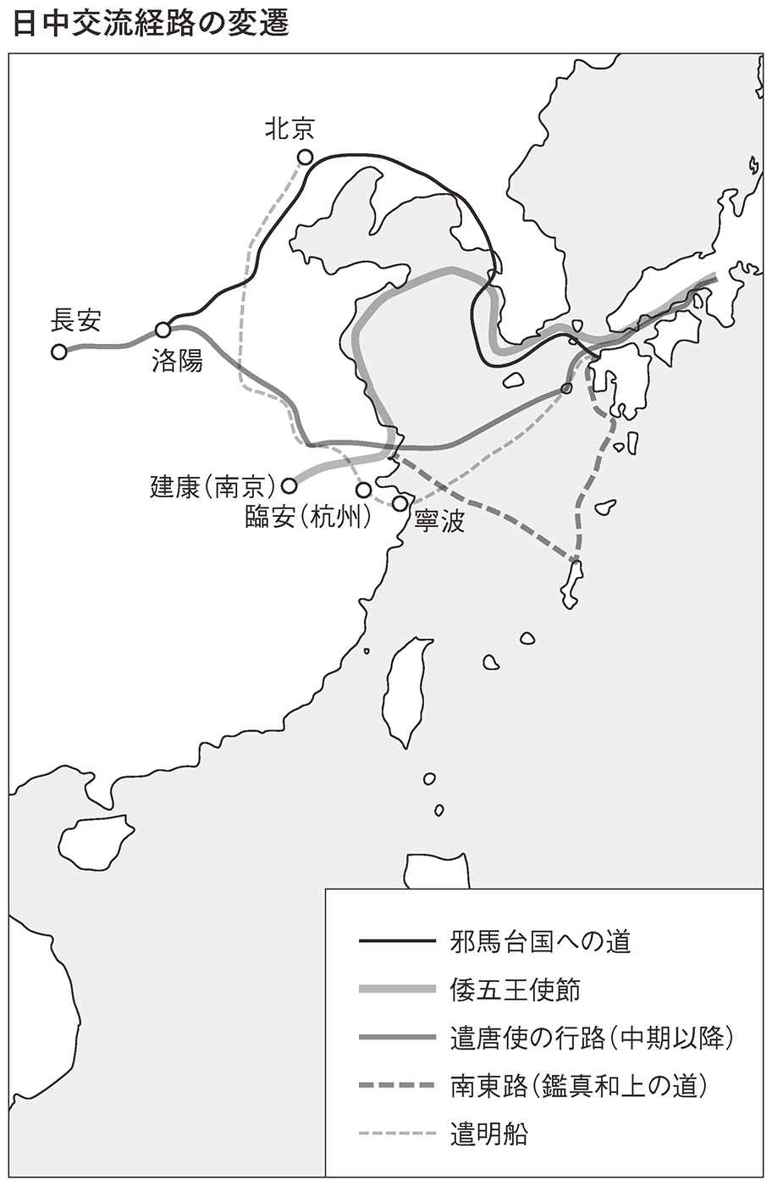 日中交流経路の変遷
北京
長安
洛陽
建康(南京)
臨安(杭州)
寧波
邪馬台国への道
倭五王使節
遣唐使の行路(中期以降)
南東路(鑑真和上の道)
遣明船